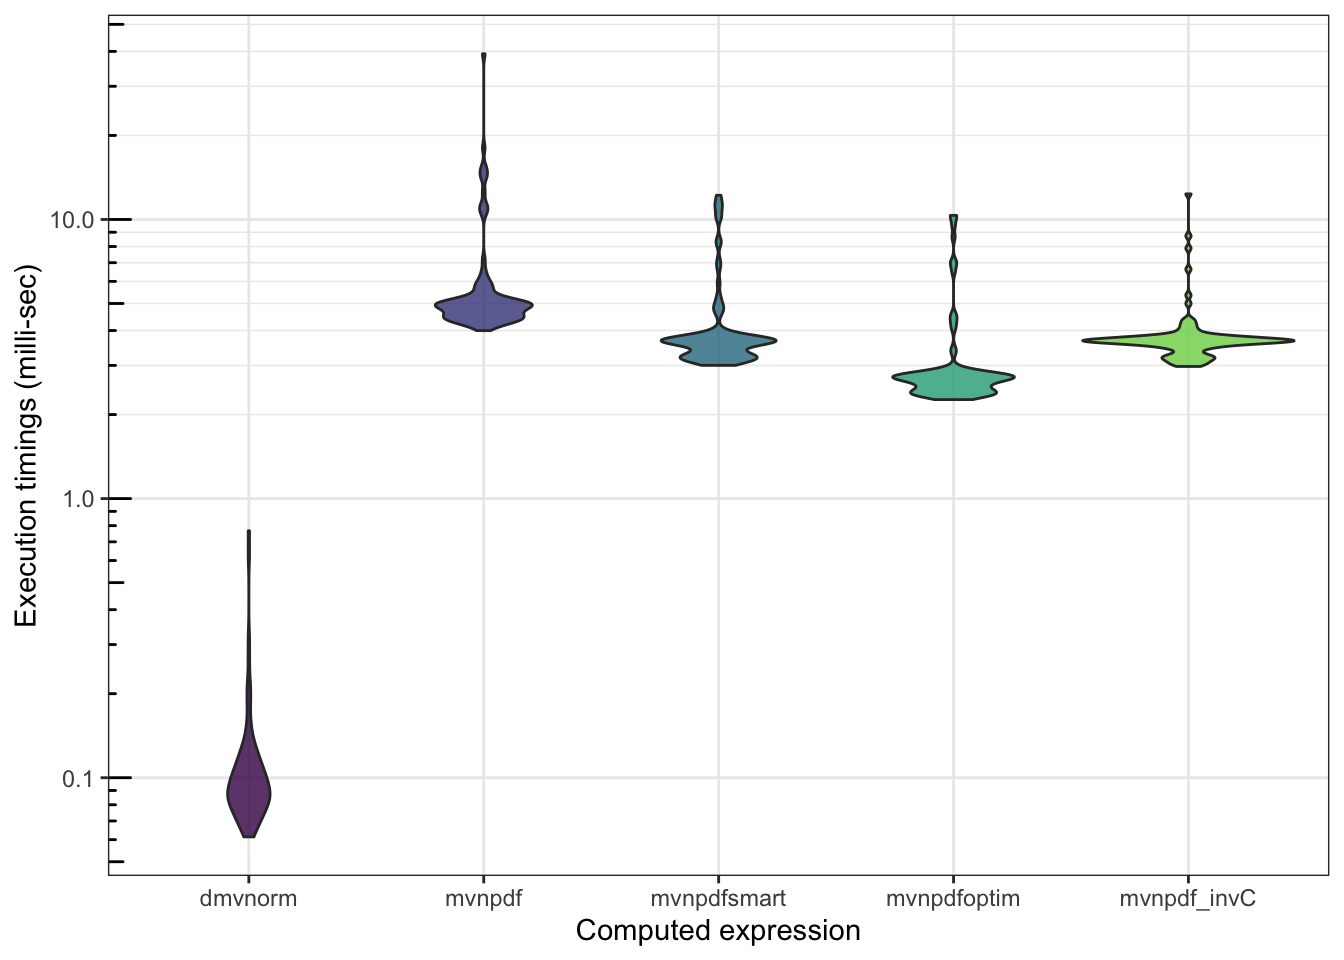 Execution timings (milli-sec)
10.0
1.0
0.1
dmvnorm mvnpdf mvnpdfsmart mvnpdfoptim mvnpdf_invC
Computed expression